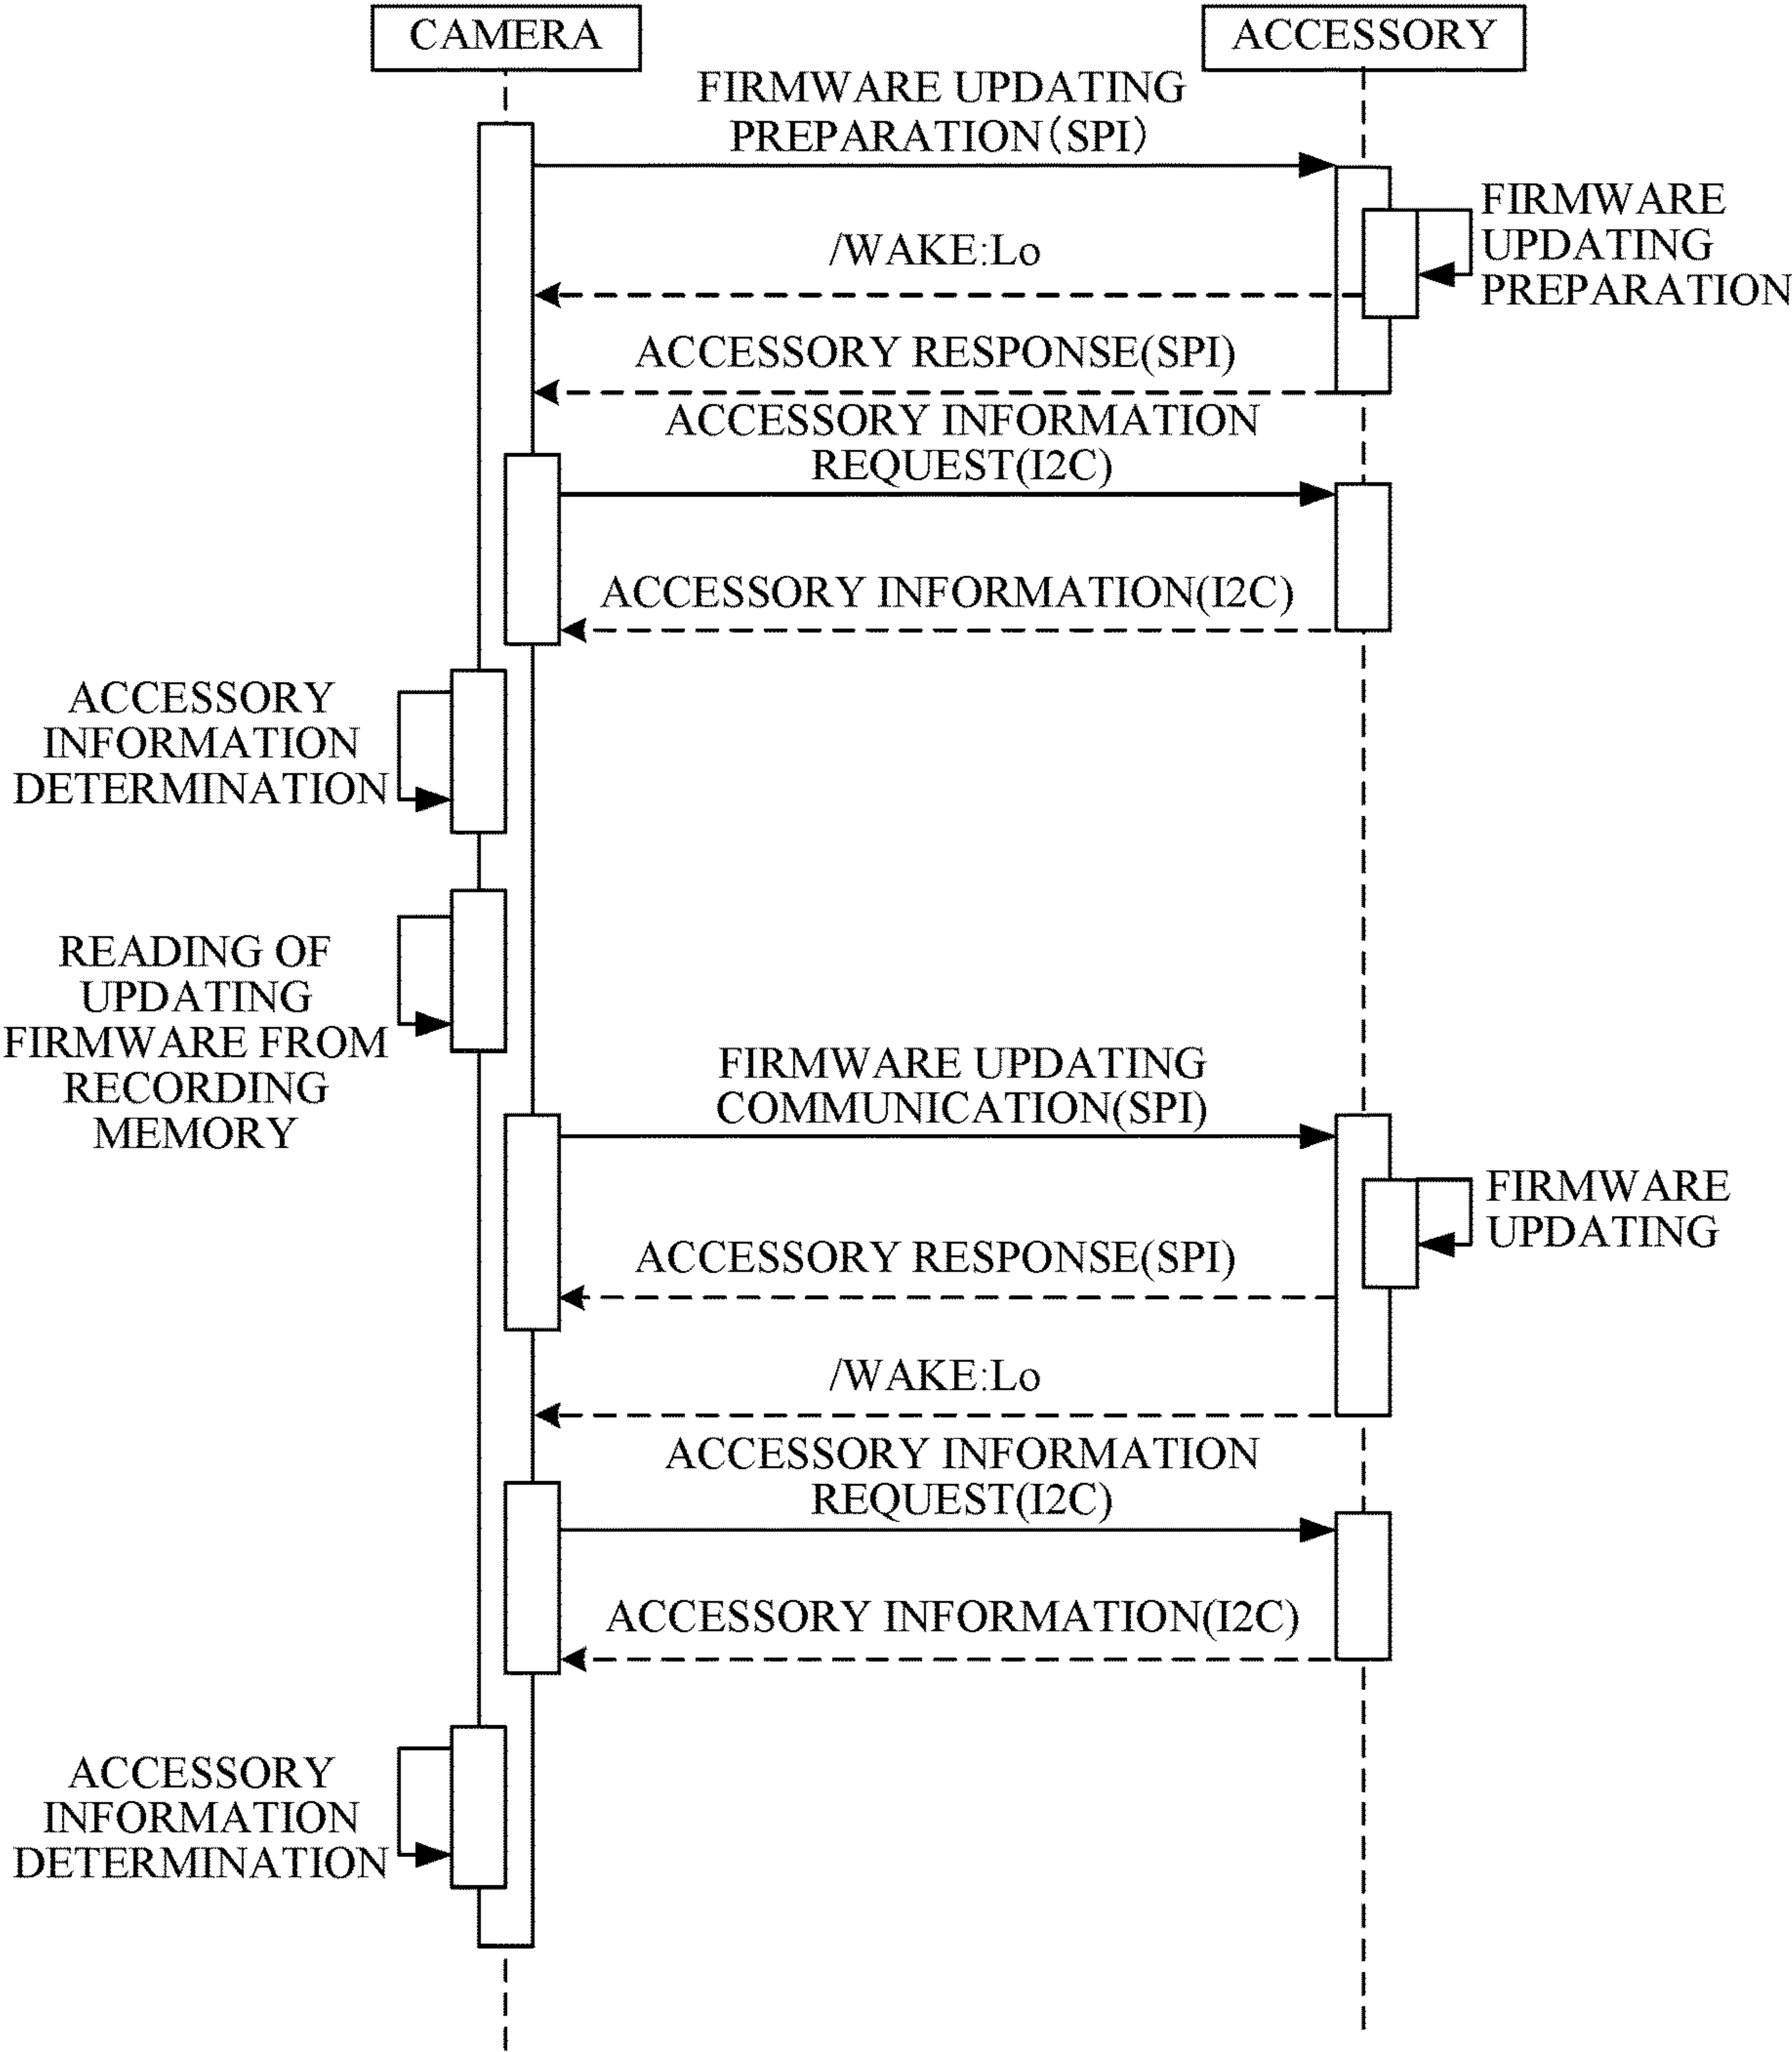 CAMERA
ACCESSORY
FIRMWARE UPDATING
PREPARATION(SPI)
FIRMWARE
UPDATING
PREPARATION
/WAKE:Lo
ACCESSORY RESPONSE(SPI)
ACCESSORY INFORMATION
REQUEST(I2C)
ACCESSORY INFORMATION(I2C)
ACCESSORY
INFORMATION
DETERMINATION
READING OF
UPDATING
FIRMWARE FROM
RECORDING
MEMORY
FIRMWARE UPDATING
COMMUNICATION(SPI)
FIRMWARE
UPDATING
ACCESSORY RESPONSE(SPI)
/WAKE:Lo
ACCESSORY INFORMATION
REQUEST(I2C)
ACCESSORY INFORMATION(I2C)
ACCESSORY
INFORMATION
DETERMINATION